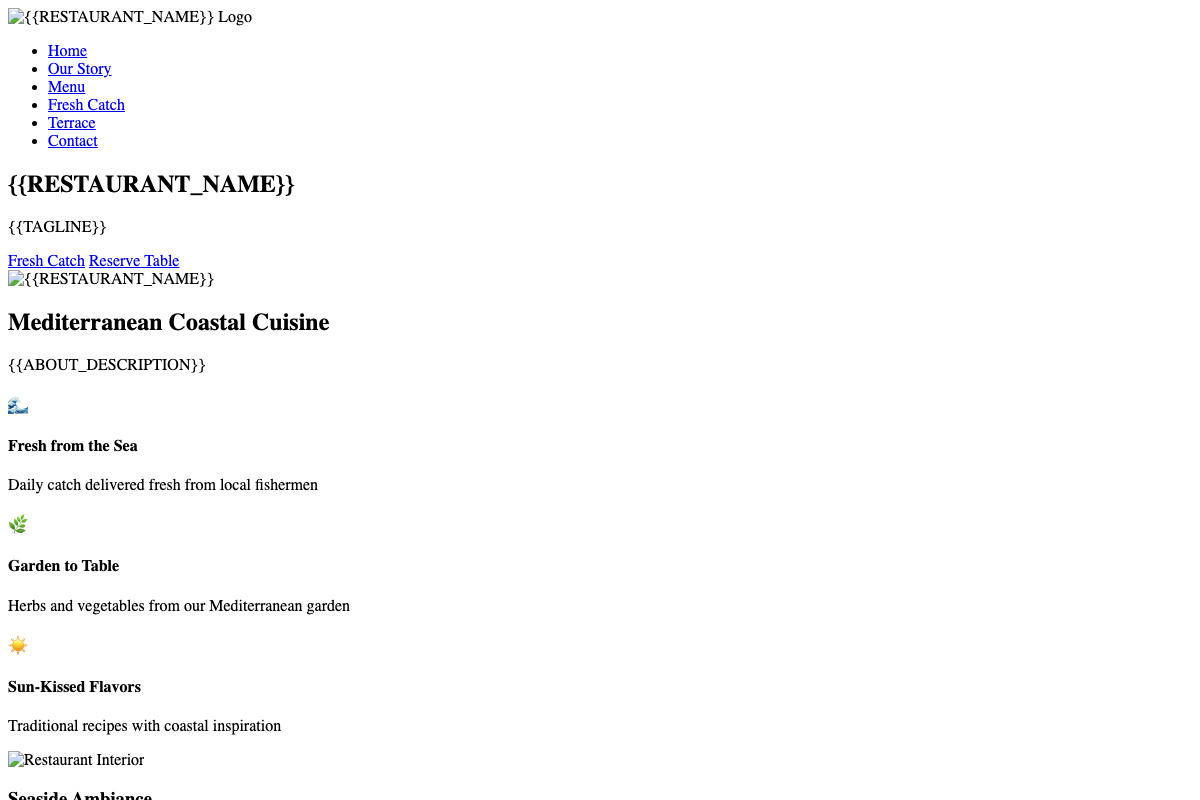 {{RESTAURANT_NAME}} Logo
Home
Our Story
Menu
Fresh Catch
Terrace
Contact
{{RESTAURANT_NAME}}
{{TAGLINE}}
Fresh Catch Reserve Table
{{RESTAURANT_NAME}}
Mediterranean Coastal Cuisine
{{ABOUT_DESCRIPTION}}
Fresh from the Sea
Daily catch delivered fresh from local fishermen
Garden to Table
Herbs and vegetables from our Mediterranean garden
Sun-Kissed Flavors
Traditional recipes with coastal inspiration
Restaurant Interior
Seaside Ambiance